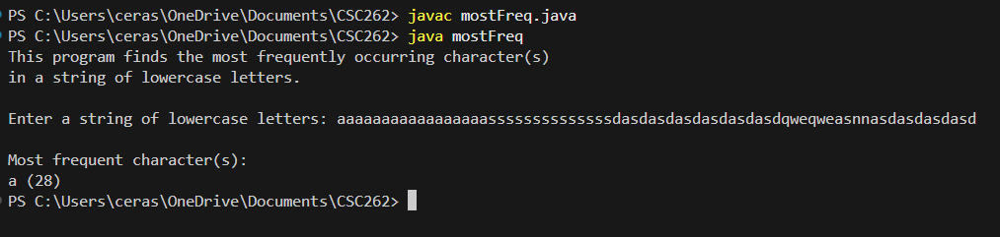 PS C:\Users\ceras\OneDrive\Documents\CSC262> javac mostFreq.java
PS C:\Users\ceras\OneDrive\Documents\CSC262> java mostFreq
This program finds the most frequently occurring character(s)
in a string of lowercase letters.
Enter a string of lowercase letters: aaaaaaaaaaaaaaaaassssssssssssssdasdasdasdasdasdasdqweqweasnnasdasdasdasd
Most frequent character(s):
a (28)
PS C:\Users\ceras\OneDrive\Documents\CSC262>